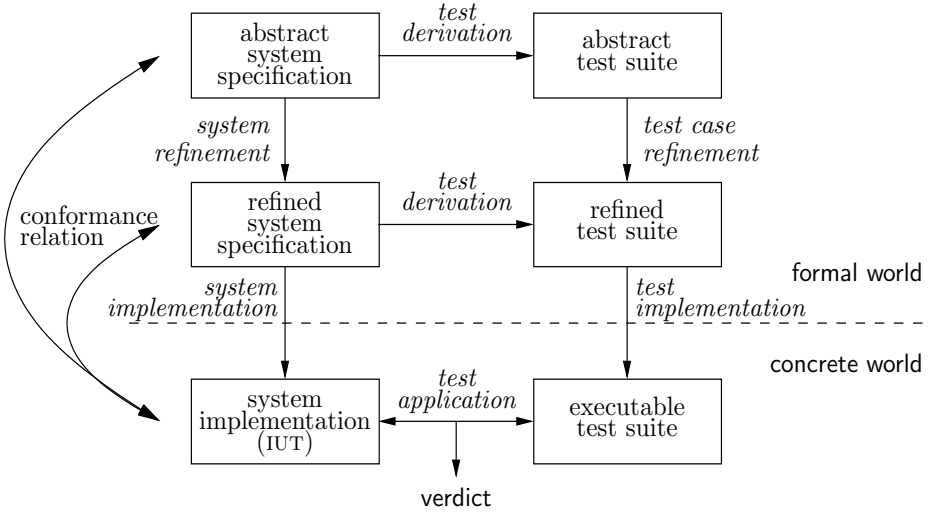 abstract
system
specification
test
derivation
abstract
test suite
system
refinement
test case
refinement
conformance
relation
refined
system
specification
test
derivation
refined
test suite
formal world
system
implementation
test
implementation
concrete world
system
implementation
(IUT)
test
application
executable
test suite
verdict